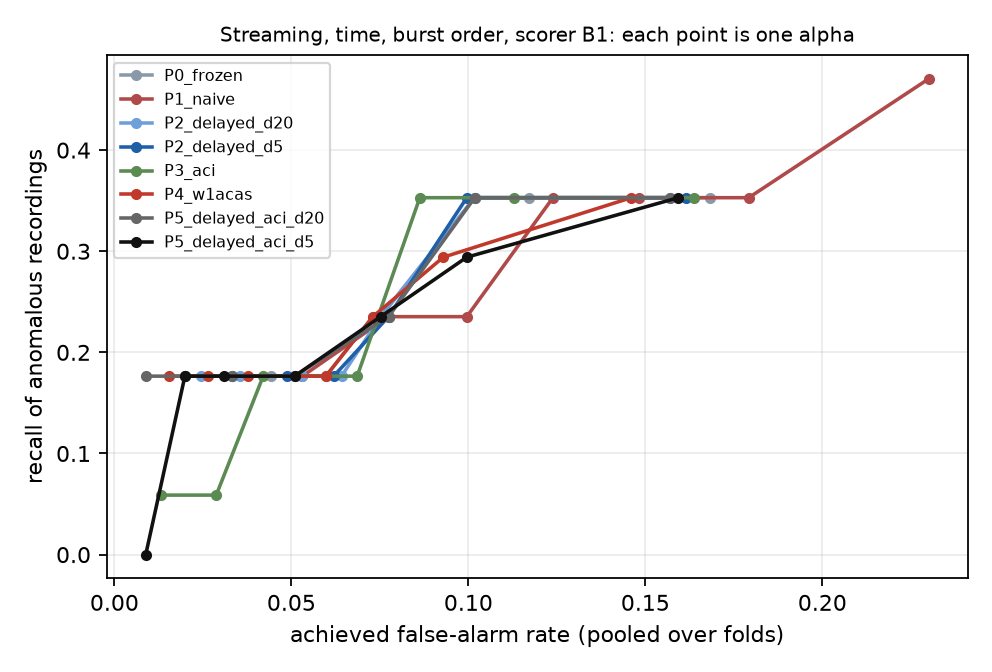 Streaming, time, burst order, scorer B1: each point is one alpha
P0_frozen
P1_naive
P2_delayed_d20
P2_delayed_d5
P3_aci
P4_w1acas
P5_delayed_aci_d20
P5_delayed_aci_d5
recall of anomalous recordings
0.4
0.3
0.2
0.1
0.0
0.00 0.05 0.10 0.15 0.20
achieved false-alarm rate (pooled over folds)